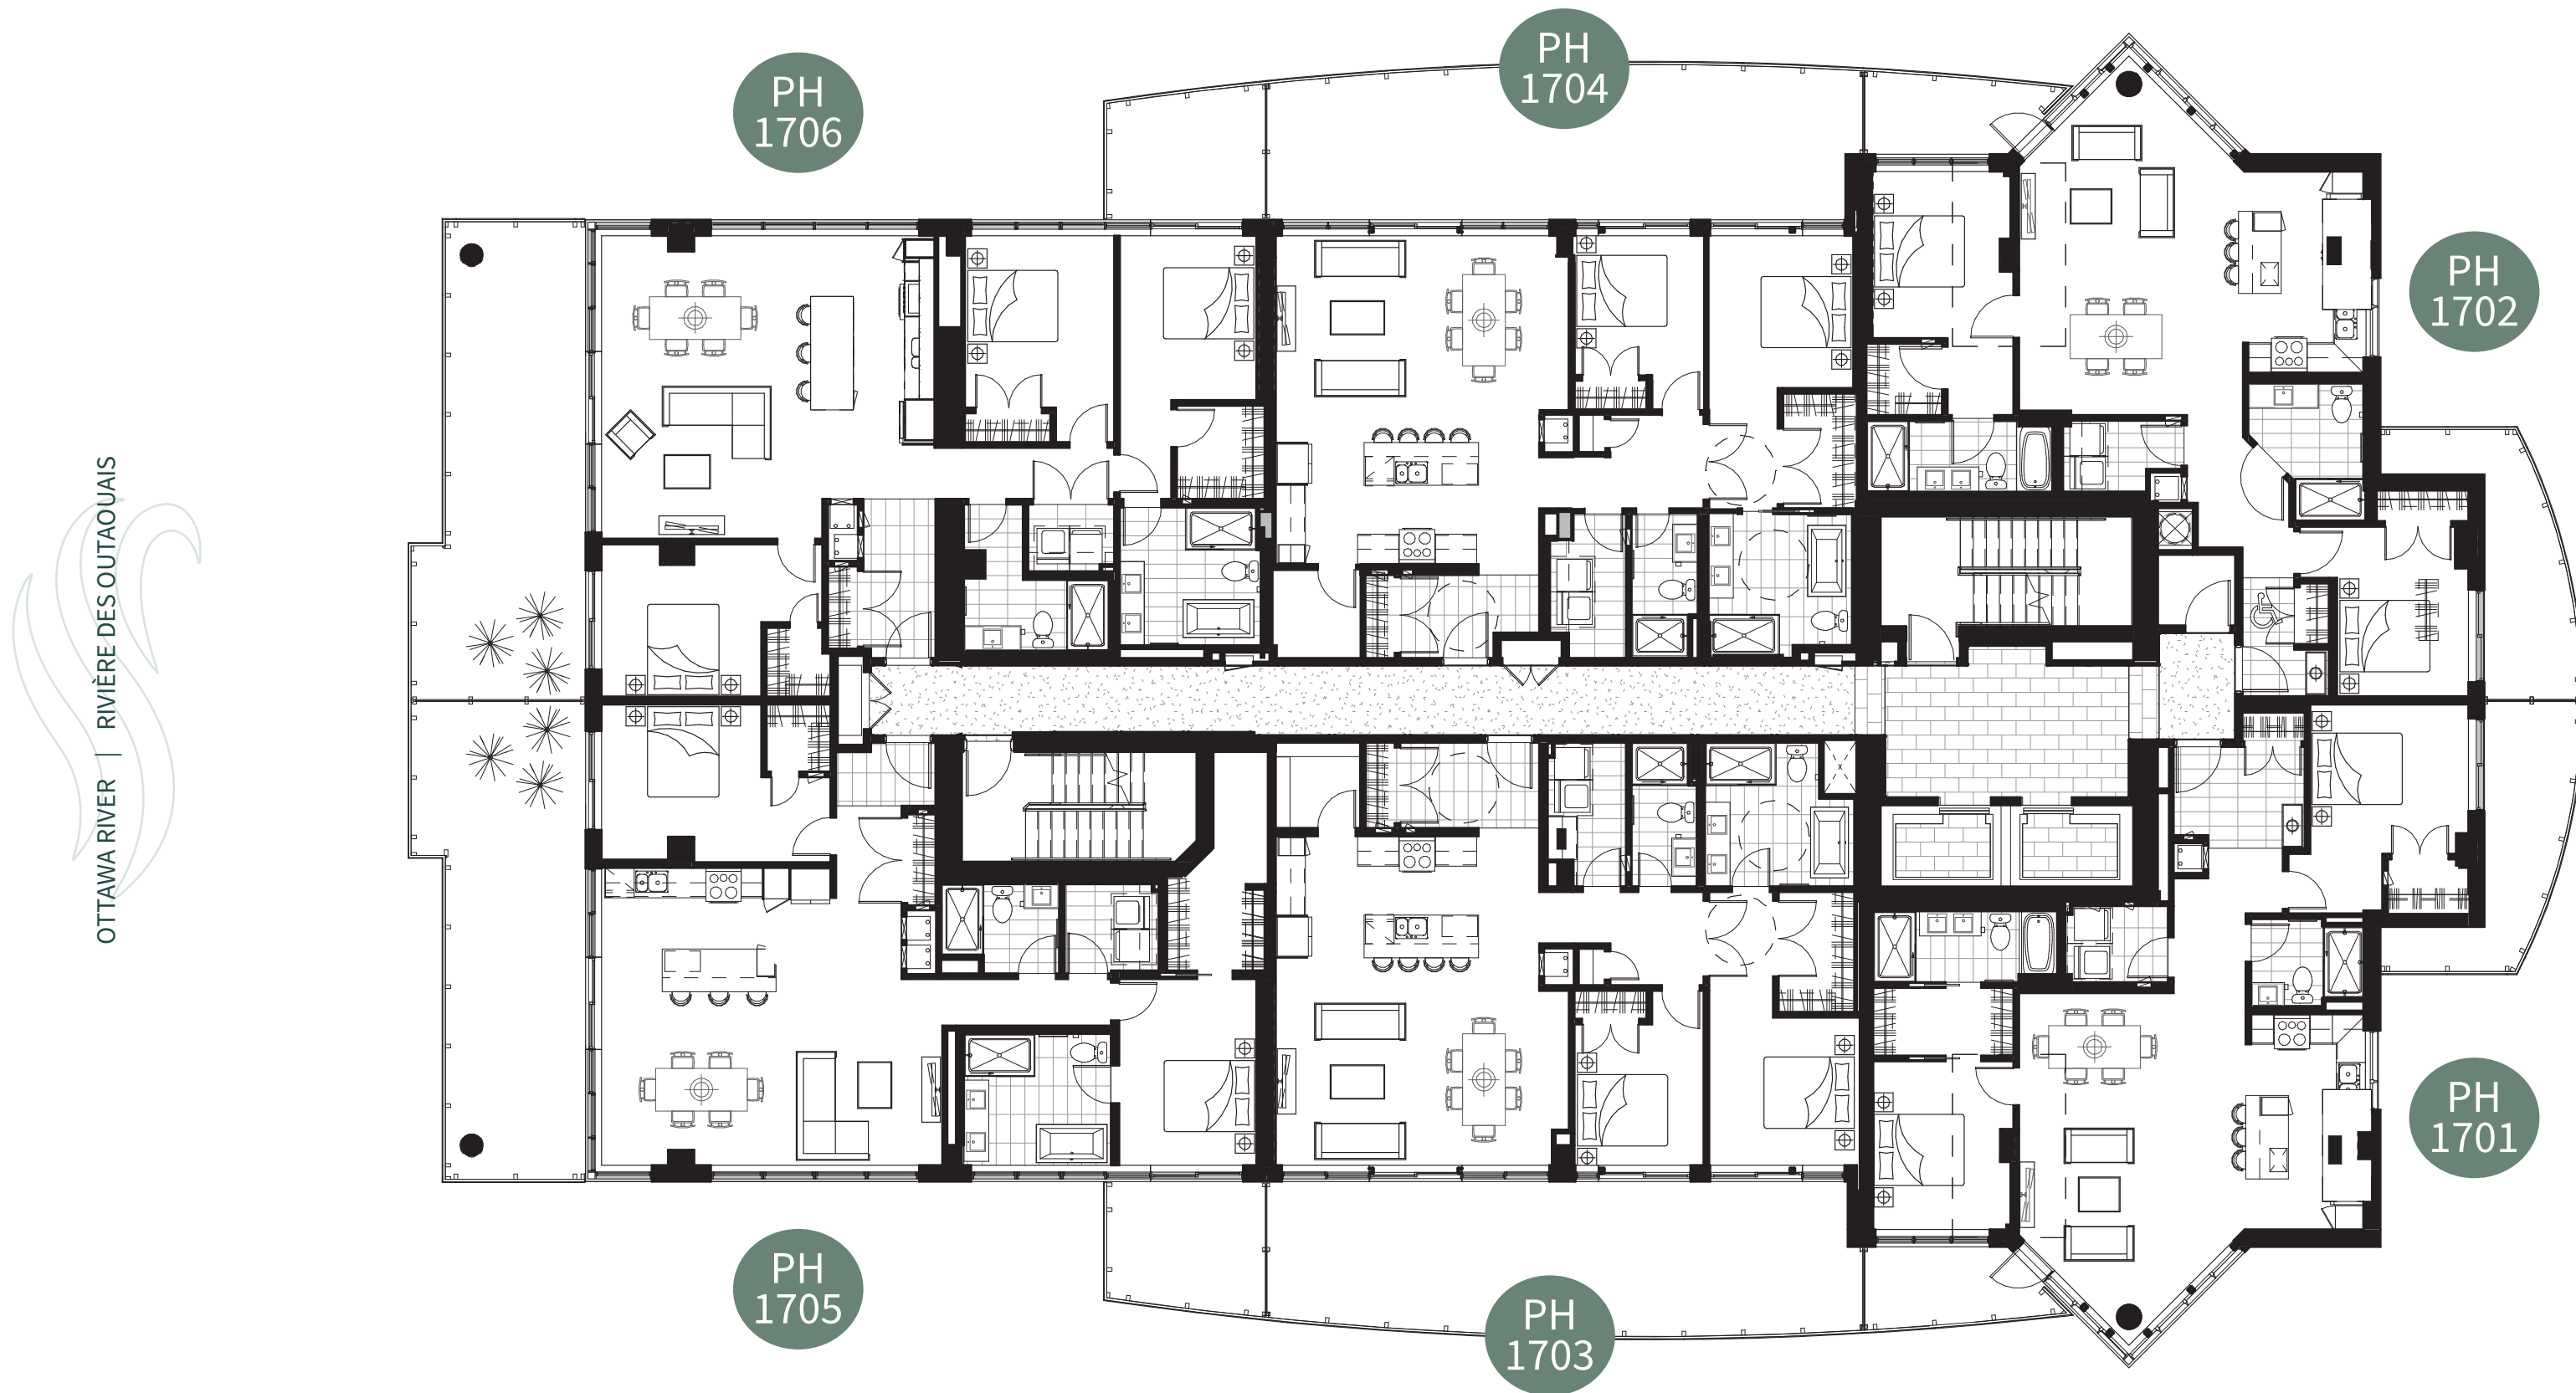 PH
1704
PH
1706
PH
1702
OTTAWA RIVER | RIVIÈRE DES OUTAOUAIS
PH
1701
PH
1705
PH
1703